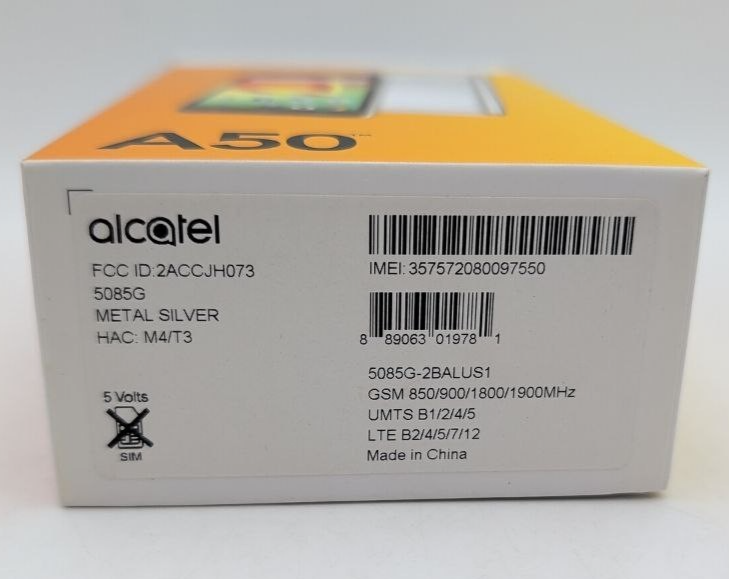 A50™
alcatel
FCC ID:2ACCJH073
5085G
METAL SILVER
HAC: M4/T3
5 Volts
SIM
IMEI: 357572080097550
8 89063 01978 1
5085G-2BALUS1
GSM 850/900/1800/1900MHz
UMTS B1/2/4/5
LTE B2/4/5/7/12
Made in China